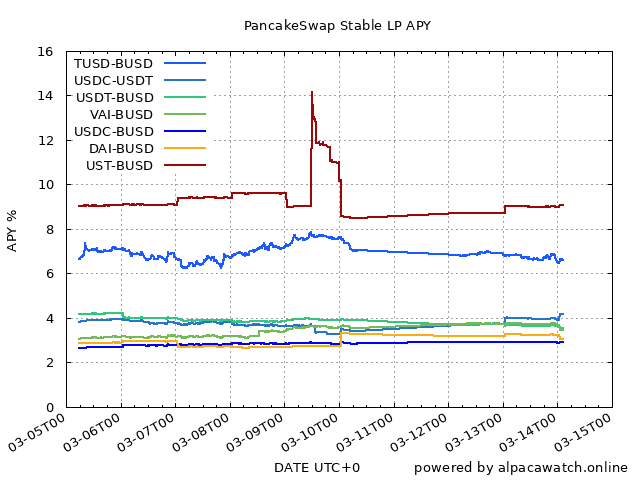 PancakeSwap Stable LP APY
16
14
12
10
8
6
4
2
0
APY %
TUSD-BUSD
USDC-USDT
USDT-BUSD
VAI-BUSD
USDC-BUSD
DAI-BUSD
UST-BUSD
03-05T00
03-06T00
03-07T00
03-08T00
03-09T00
03-10T00
03-11T00
03-12T00
03-13T00
03-14T00
03-15T00
DATE UTC+0
powered by alpacawatch.online